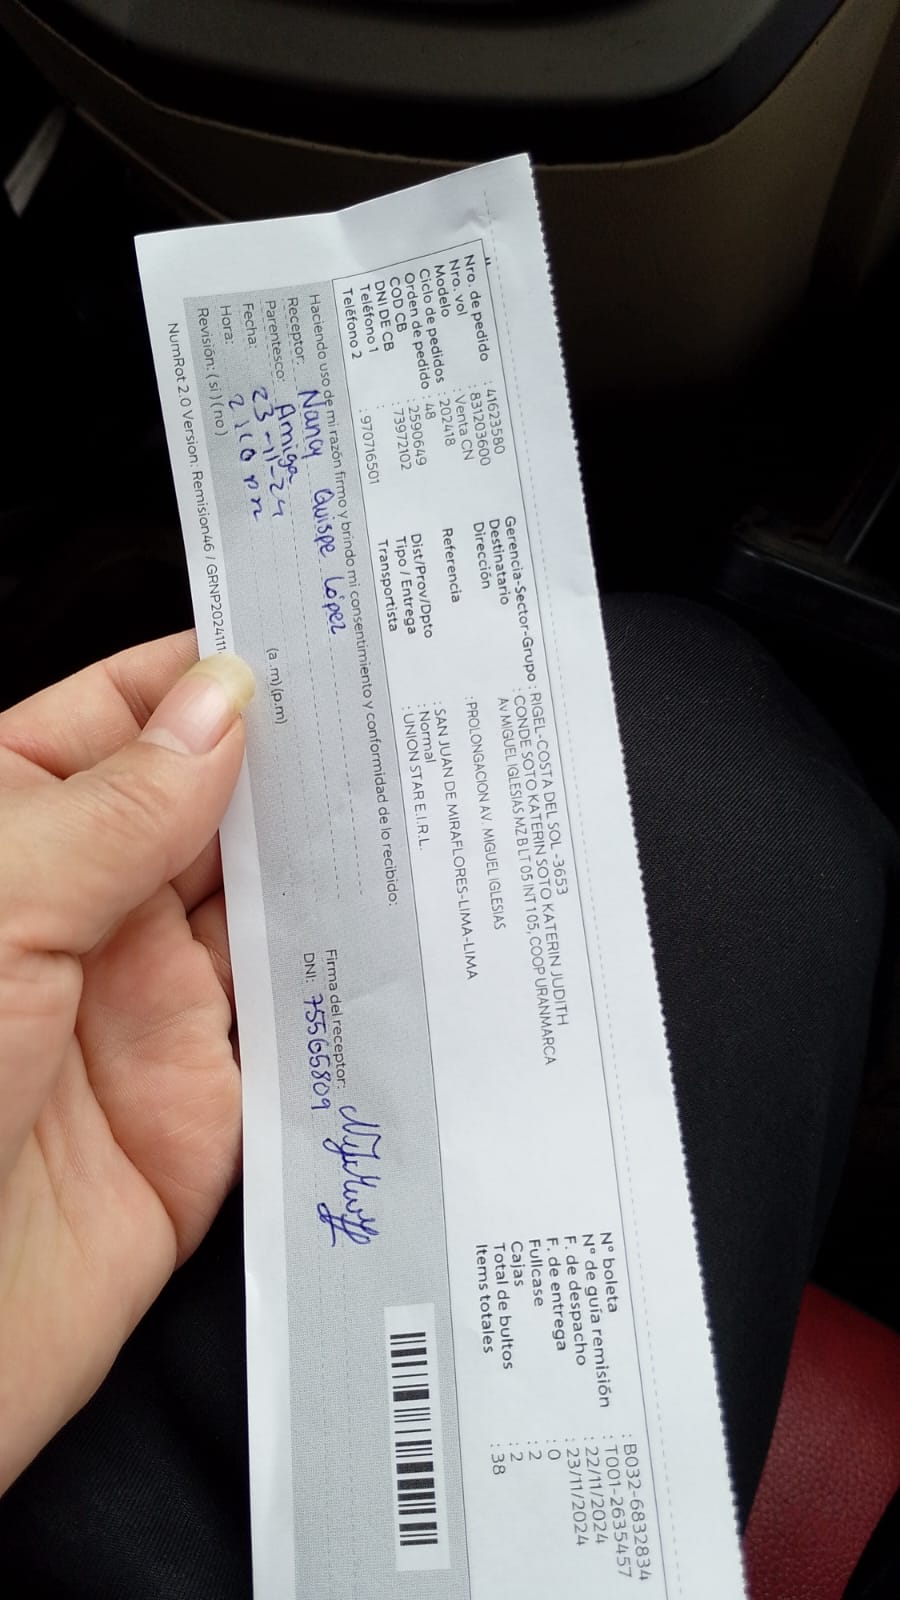 Nro. de pedido : 41623580
Nro. vol : 831203600
Modelo Venta CN
Ciclo de pedidos : 202418
Orden de pedido : 48
COD CB : 2590649
DNI DE CB : 73972102
Teléfono 1 :
Teléfono 2 : 970716501
Gerencia-Sector-Grupo : RIGEL-COSTA DEL SOL -3653
Destinatario : CONDE SOTO KATERIN SOTO KATERIN JUDITH
Dirección AV MIGUEL IGLESIAS MZ B LT 05 INT 105, COOP URANMARCA
Referencia : PROLONGACION AV. MIGUEL IGLESIAS
Dist/Prov/Dpto : SAN JUAN DE MIRAFLORES-LIMA-LIMA
Tipo / Entrega : Normal
Transportista : UNION STAR E.I.R.L.
N° boleta : B032-6832834
N° de guía remisión : T001-2635457
F. de despacho : 22/11/2024
F. de entrega : 23/11/2024
Fullcase : 0
Cajas : 2
Total de bultos : 2
Items totales : 38
Haciendo uso de mi razón firmo y brindo mi consentimiento y conformidad de lo recibido:
Receptor: Nancy Quispe López
Parentesco: Amiga
Fecha: 23-11-24
Hora: (a.m)(p.m)
Revisión: (si) (no)
Firma del receptor:
DNI: 75565809
NumRot 2.0 Version: Remision46 / GRNP2024111